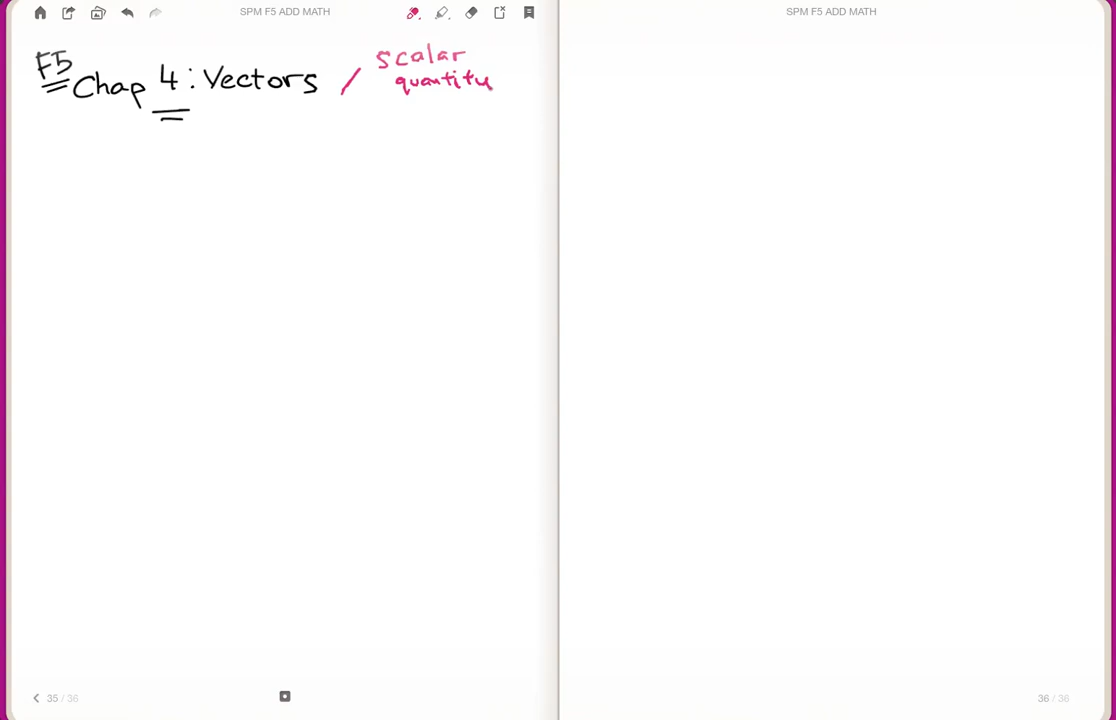 SPM F5 ADD MATH
SPM F5 ADD MATH
F5
Chap 4 : Vectors / scalar
quantity
35 / 36
36 / 36